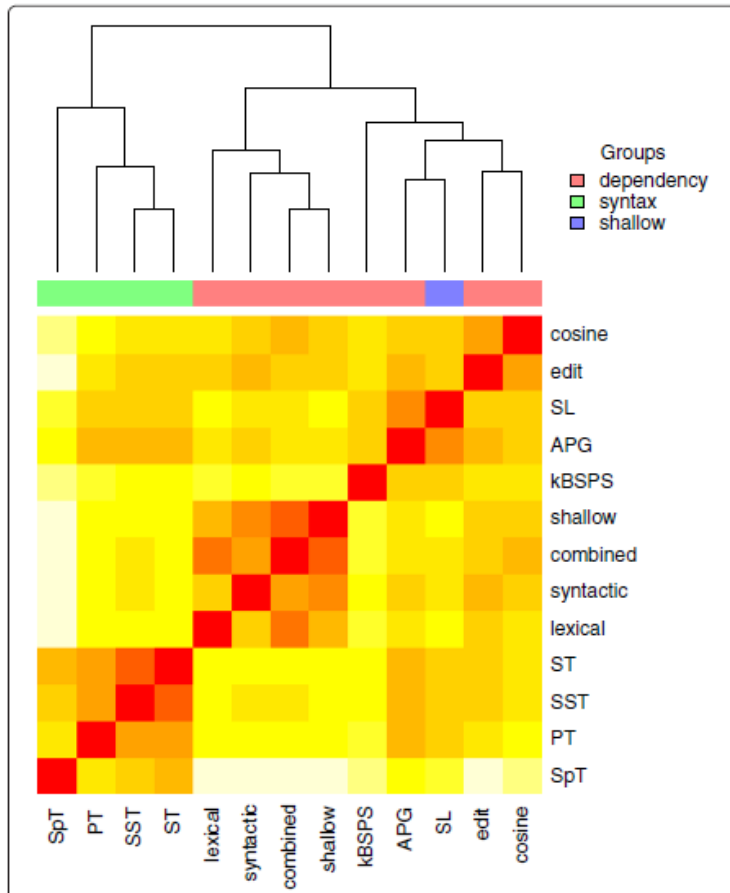 Groups
dependency
syntax
shallow
cosine
edit
SL
APG
kBSPS
shallow
combined
syntactic
lexical
ST
SST
PT
SpT
SpT PT SST ST lexical syntactic combined shallow kBSPS APG SL edit cosine